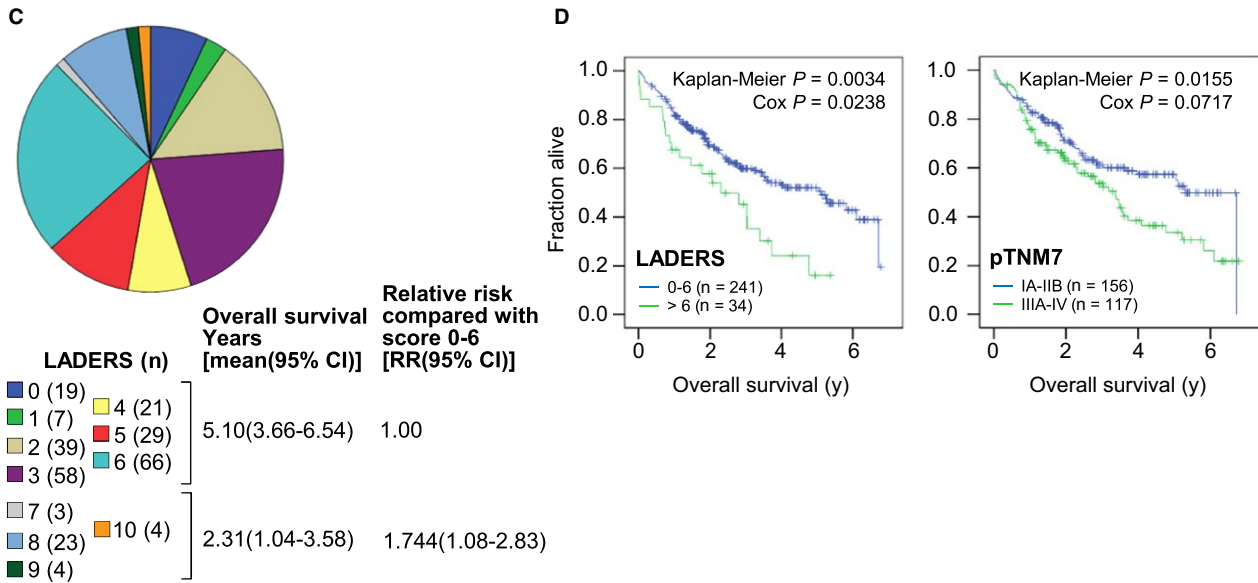 C
Overall survival
Years
[mean(95% CI)]
Relative risk
compared with
score 0-6
[RR(95% CI)]
LADERS (n)
0 (19)
1 (7)
2 (39)
3 (58)
4 (21)
5 (29)
6 (66)
5.10(3.66-6.54)
1.00
7 (3)
8 (23)
9 (4)
10 (4)
2.31(1.04-3.58)
1.744(1.08-2.83)
D
Fraction alive
1.0
0.8
0.6
0.4
0.2
0.0
Kaplan-Meier P = 0.0034
Cox P = 0.0238
LADERS
0-6 (n = 241)
> 6 (n = 34)
0 2 4 6
Overall survival (y)
1.0
0.8
0.6
0.4
0.2
0.0
Kaplan-Meier P = 0.0155
Cox P = 0.0717
pTNM7
IA-IIB (n = 156)
IIIA-IV (n = 117)
0 2 4 6
Overall survival (y)